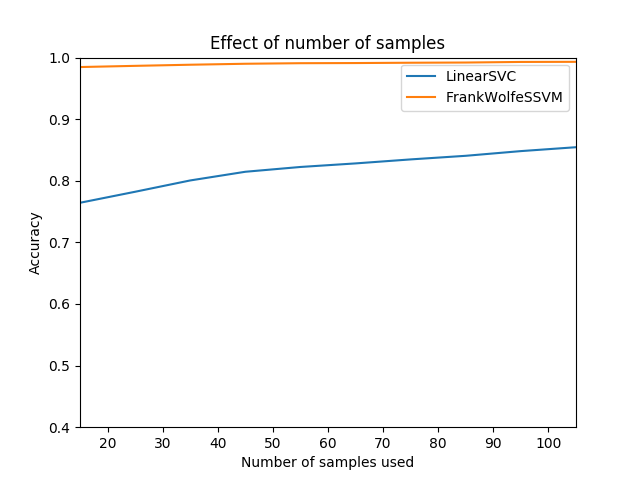 Effect of number of samples
LinearSVC
FrankWolfeSSVM
1.0
0.9
0.8
0.7
0.6
0.5
0.4
Accuracy
20 30 40 50 60 70 80 90 100
Number of samples used